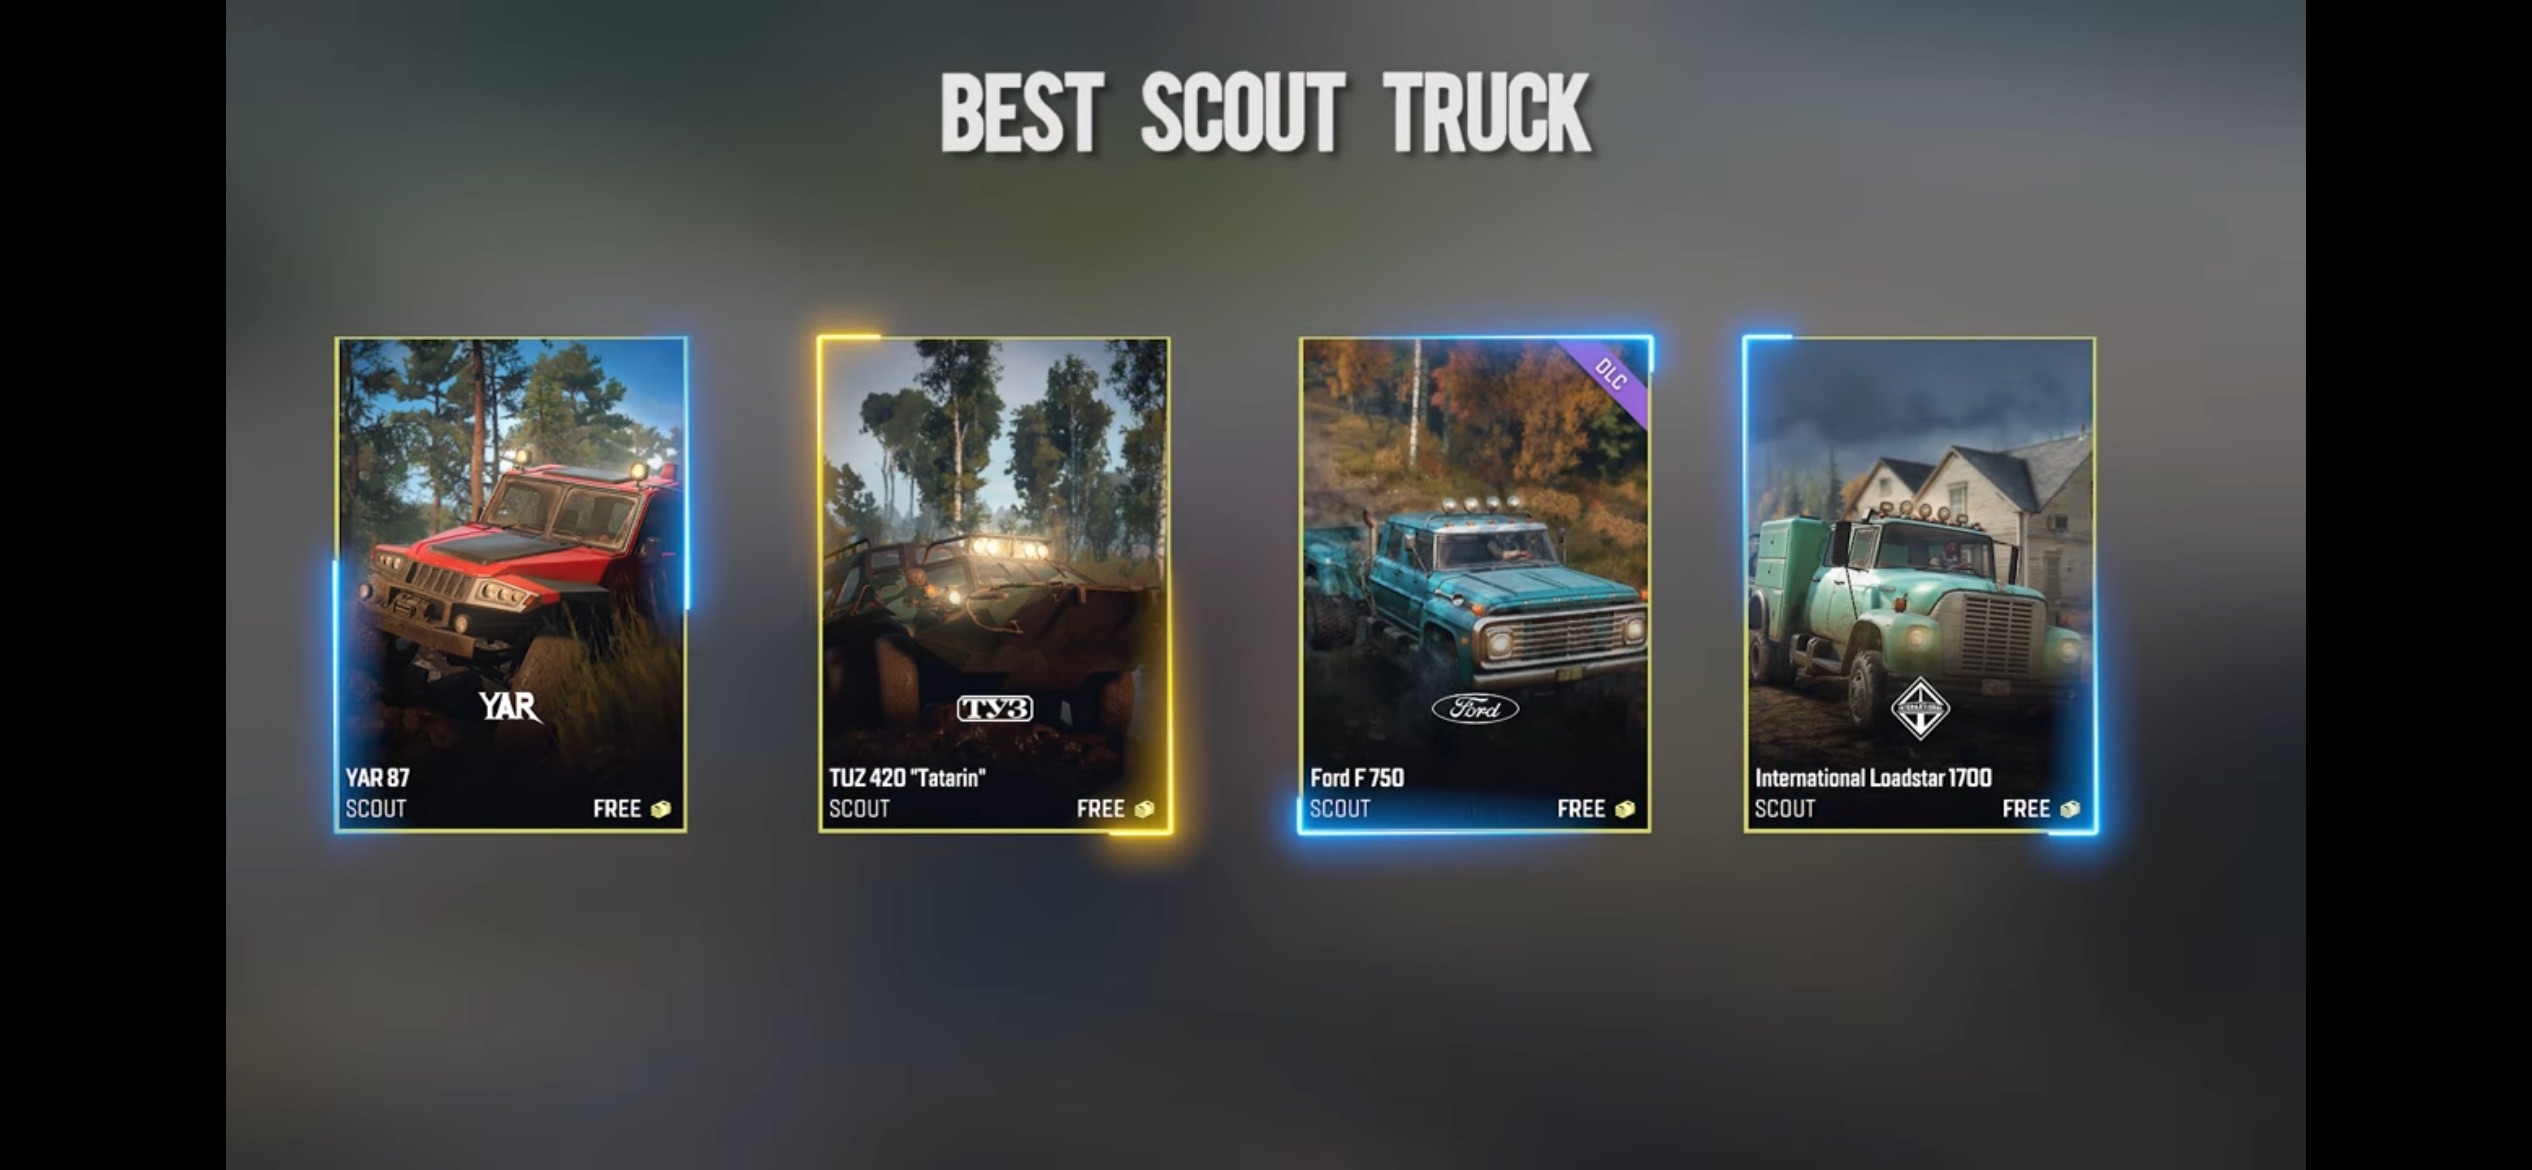 BEST SCOUT TRUCK
YAR
YAR 87
SCOUT
FREE
ТУЗ
TUZ 420 "Tatarin"
SCOUT
FREE
DLC
Ford
Ford F 750
SCOUT
FREE
INTERNATIONAL
International Loadstar 1700
SCOUT
FREE